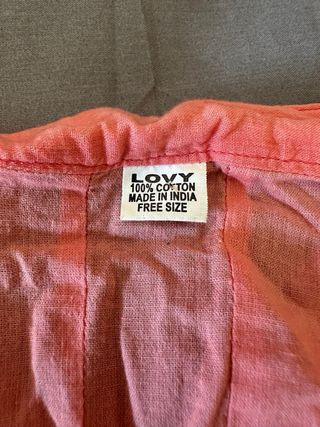 LOVY
100% COTTON
MADE IN INDIA
FREE SIZE